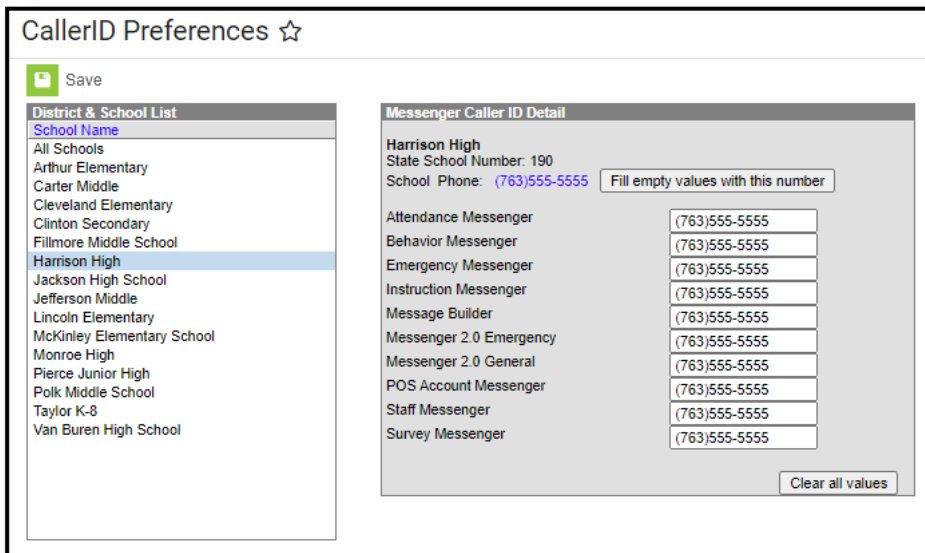 CallerID Preferences ☆
Save
District & School List
School Name
All Schools
Arthur Elementary
Carter Middle
Cleveland Elementary
Clinton Secondary
Fillmore Middle School
Harrison High
Jackson High School
Jefferson Middle
Lincoln Elementary
McKinley Elementary School
Monroe High
Pierce Junior High
Polk Middle School
Taylor K-8
Van Buren High School
Messenger Caller ID Detail
Harrison High
State School Number: 190
School Phone: (763)555-5555 Fill empty values with this number
Attendance Messenger (763)555-5555
Behavior Messenger (763)555-5555
Emergency Messenger (763)555-5555
Instruction Messenger (763)555-5555
Message Builder (763)555-5555
Messenger 2.0 Emergency (763)555-5555
Messenger 2.0 General (763)555-5555
POS Account Messenger (763)555-5555
Staff Messenger (763)555-5555
Survey Messenger (763)555-5555
Clear all values